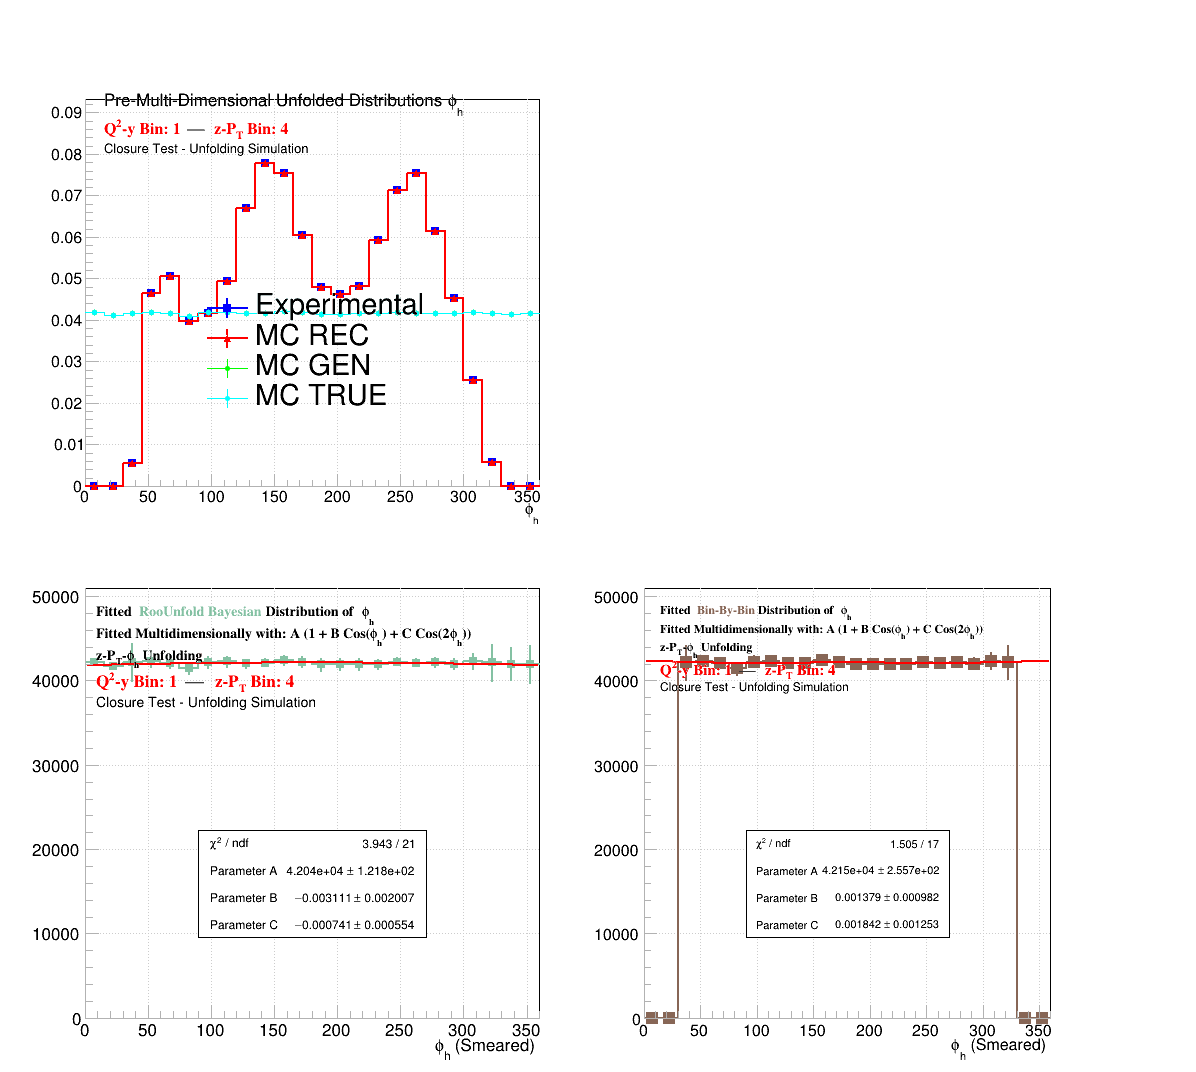 Pre-Multi-Dimensional Unfolded Distributions ϕh
Q²-y Bin: 1 — z-PT Bin: 4
Closure Test - Unfolding Simulation
0.09
0.08
0.07
0.06
0.05
0.04
0.03
0.02
0.01
0
Experimental
MC REC
MC GEN
MC TRUE
0 50 100 150 200 250 300 350
ϕh
50000
40000
30000
20000
10000
0
Fitted RooUnfold Bayesian Distribution of ϕh
Fitted Multidimensionally with: A (1 + B Cos(ϕh) + C Cos(2ϕh))
z-PT-ϕh Unfolding
Q²-y Bin: 1 — z-PT Bin: 4
Closure Test - Unfolding Simulation
χ² / ndf 3.943 / 21
Parameter A 4.204e+04 ± 1.218e+02
Parameter B −0.003111 ± 0.002007
Parameter C −0.000741 ± 0.000554
0 50 100 150 200 250 300 350
ϕh (Smeared)
50000
40000
30000
20000
10000
0
Fitted Bin-By-Bin Distribution of ϕh
Fitted Multidimensionally with: A (1 + B Cos(ϕh) + C Cos(2ϕh))
z-PT-ϕh Unfolding
Q²-y Bin: 1 — z-PT Bin: 4
Closure Test - Unfolding Simulation
χ² / ndf 1.505 / 17
Parameter A 4.215e+04 ± 2.557e+02
Parameter B 0.001379 ± 0.000982
Parameter C 0.001842 ± 0.001253
0 50 100 150 200 250 300 350
ϕh (Smeared)